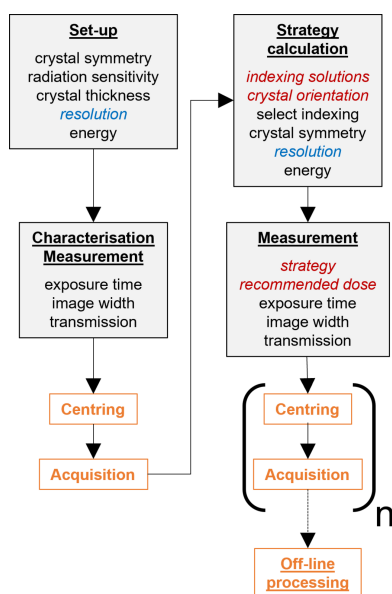 Set-up
crystal symmetry
radiation sensitivity
crystal thickness
resolution
energy
Characterisation
Measurement
exposure time
image width
transmission
Centring
Acquisition
Strategy
calculation
indexing solutions
crystal orientation
select indexing
crystal symmetry
resolution
energy
Measurement
strategy
recommended dose
exposure time
image width
transmission
Centring
Acquisition
n
Off-line
processing